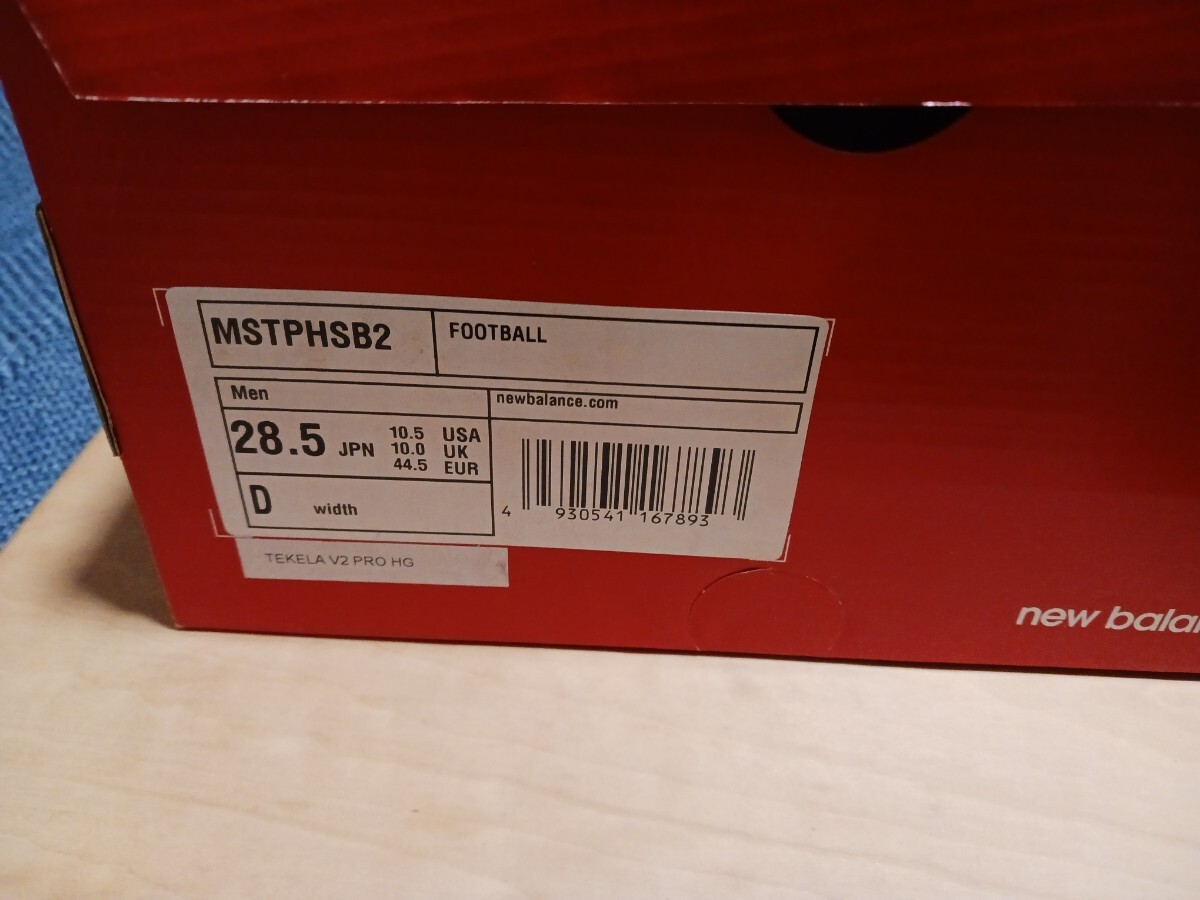 MSTPHSB2
FOOTBALL
Men
newbalance.com
28.5 JPN
10.5 USA
10.0 UK
44.5 EUR
D width
4 930541 167893
TEKELA V2 PRO HG
new balan